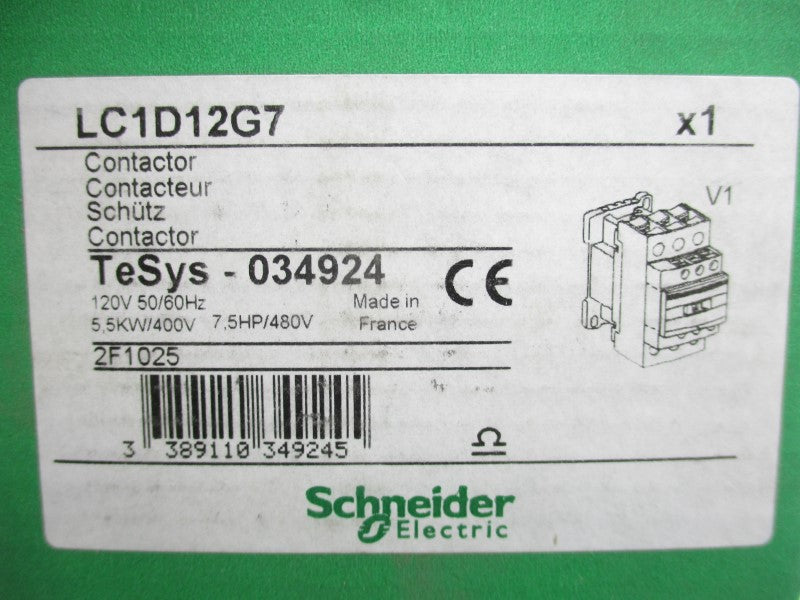 LC1D12G7 x1
Contactor
Contacteur
Schütz
Contactor
V1
TeSys - 034924
120V 50/60Hz Made in
5,5KW/400V 7,5HP/480V France
CE
2F1025
3 389110 349245
Schneider
Electric